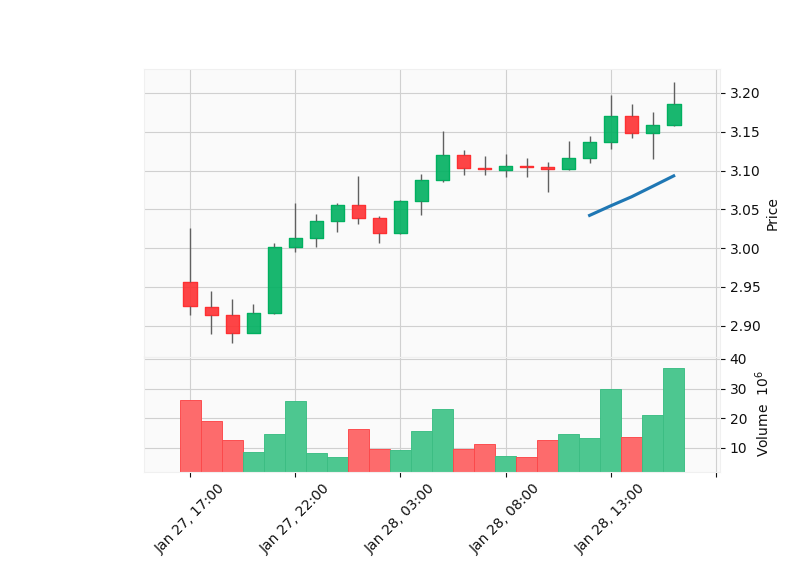 3.20
3.15
3.10
3.05
3.00
2.95
2.90
Price
40
30
20
10
Volume 10^6
Jan 27, 17:00
Jan 27, 22:00
Jan 28, 03:00
Jan 28, 08:00
Jan 28, 13:00